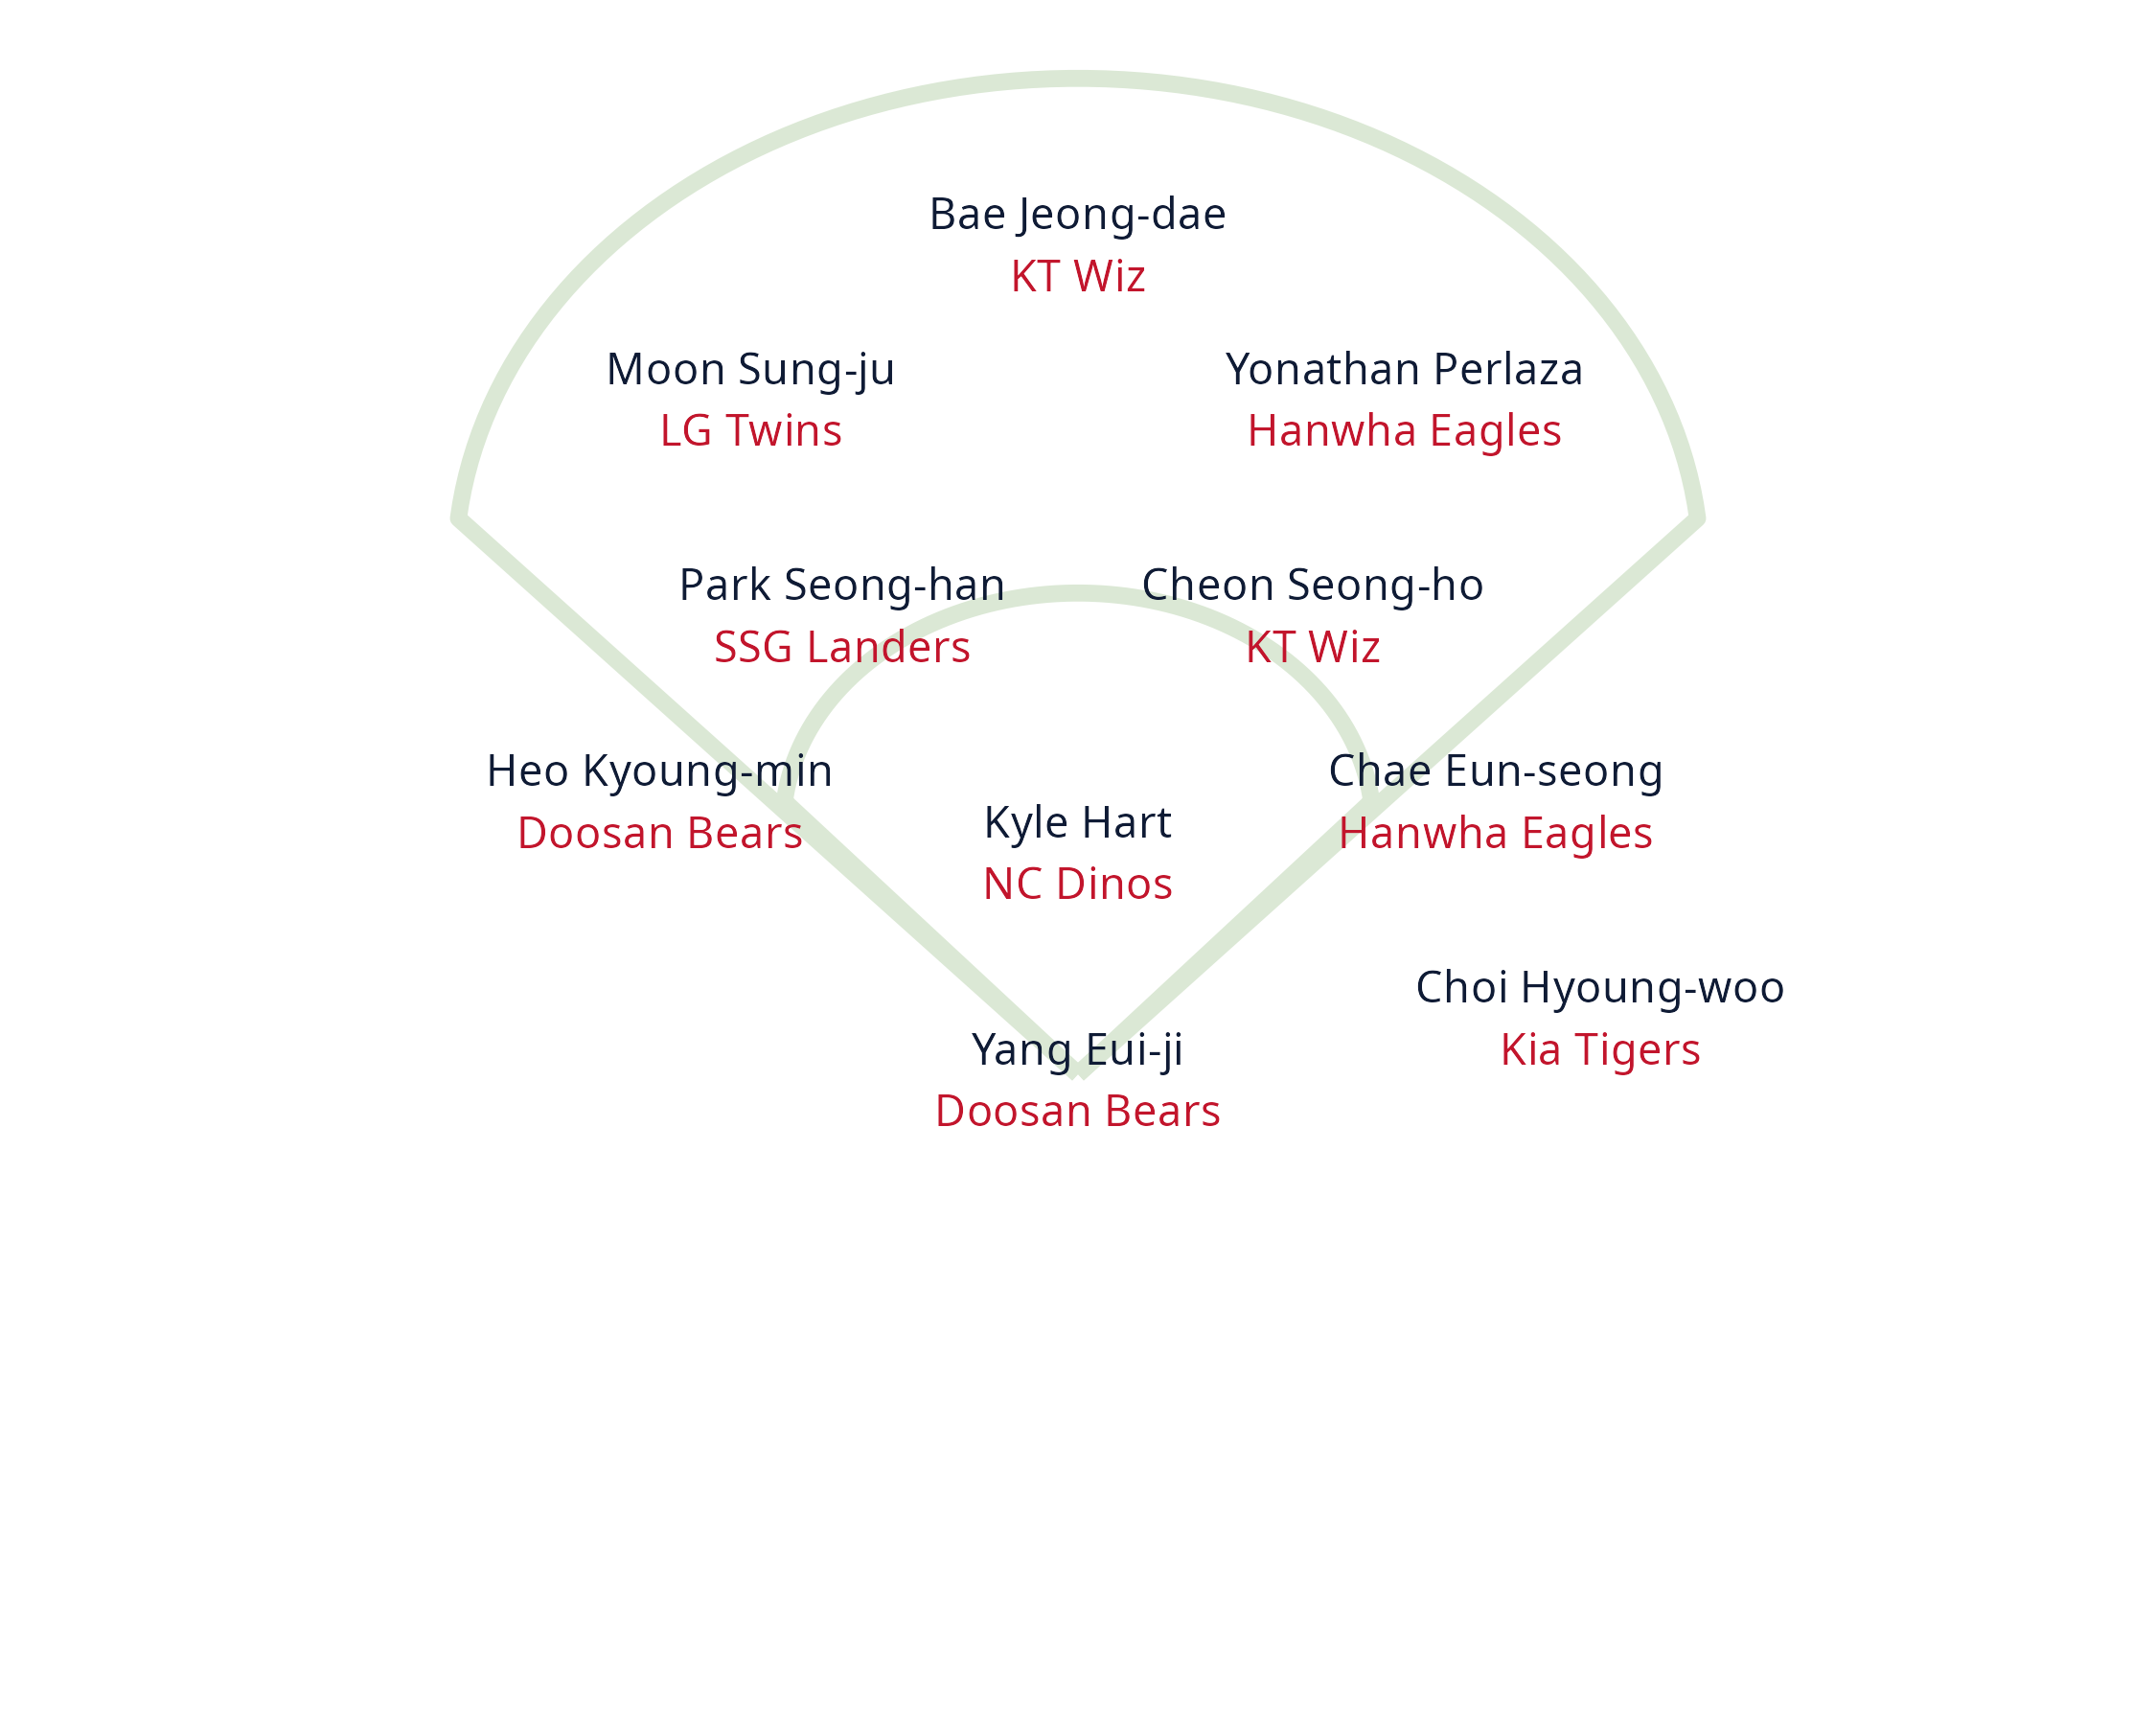 Bae Jeong-dae
KT Wiz
Moon Sung-ju
LG Twins
Yonathan Perlaza
Hanwha Eagles
Park Seong-han
SSG Landers
Cheon Seong-ho
KT Wiz
Heo Kyoung-min
Doosan Bears
Kyle Hart
NC Dinos
Chae Eun-seong
Hanwha Eagles
Choi Hyoung-woo
Kia Tigers
Yang Eui-ji
Doosan Bears